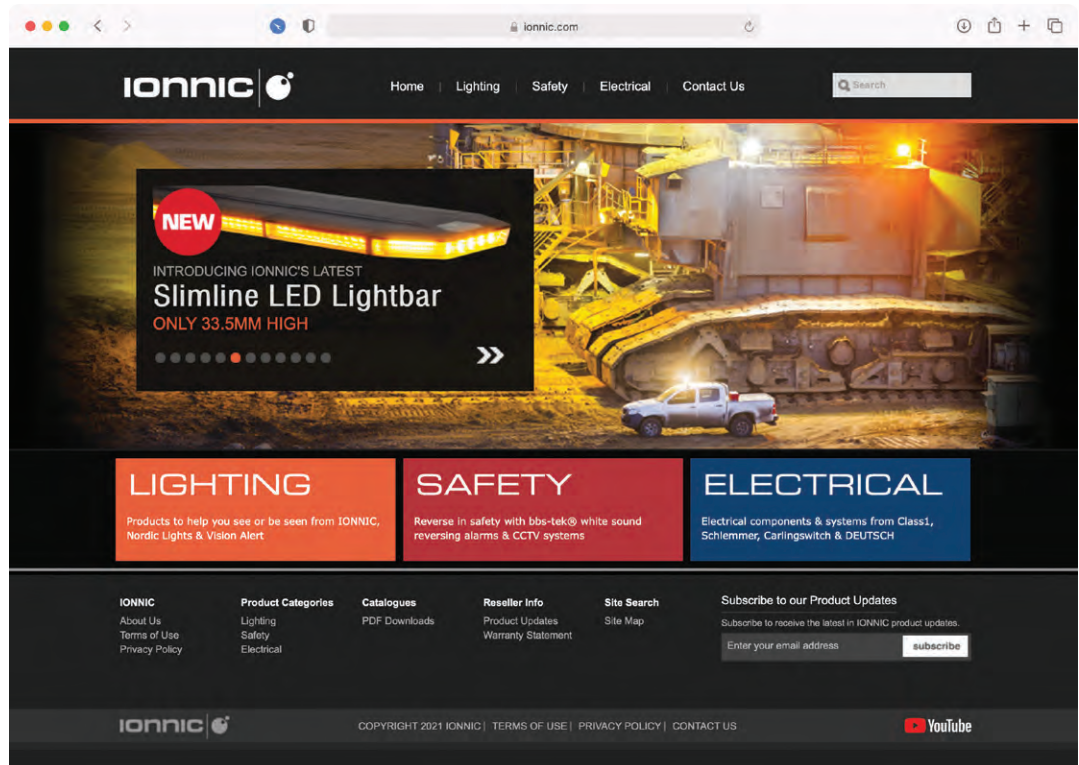 ionnic.com
IONNIC
Home | Lighting | Safety | Electrical | Contact Us
Search
NEW
INTRODUCING IONNIC'S LATEST
Slimline LED Lightbar
ONLY 33.5MM HIGH
LIGHTING
Products to help you see or be seen from IONNIC,
Nordic Lights & Vision Alert
SAFETY
Reverse in safety with bbs-tek® white sound
reversing alarms & CCTV systems
ELECTRICAL
Electrical components & systems from Class1,
Schlemmer, Carlingswitch & DEUTSCH
IONNIC
About Us
Terms of Use
Privacy Policy
Product Categories
Lighting
Safety
Electrical
Catalogues
PDF Downloads
Reseller Info
Product Updates
Warranty Statement
Site Search
Site Map
Subscribe to our Product Updates
Subscribe to receive the latest in IONNIC product updates.
Enter your email address
subscribe
IONNIC
COPYRIGHT 2021 IONNIC | TERMS OF USE | PRIVACY POLICY | CONTACT US
YouTube